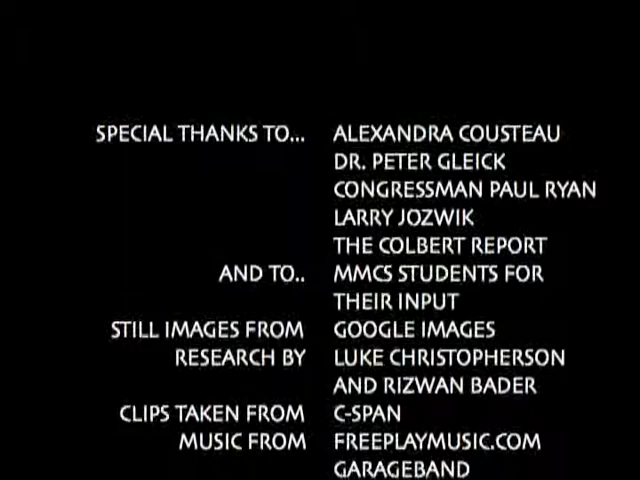 SPECIAL THANKS TO... ALEXANDRA COUSTEAU
DR. PETER GLEICK
CONGRESSMAN PAUL RYAN
LARRY JOZWIK
THE COLBERT REPORT
AND TO.. MMCS STUDENTS FOR
THEIR INPUT
STILL IMAGES FROM GOOGLE IMAGES
RESEARCH BY LUKE CHRISTOPHERSON
AND RIZWAN BADER
CLIPS TAKEN FROM C-SPAN
MUSIC FROM FREEPLAYMUSIC.COM
GARAGEBAND